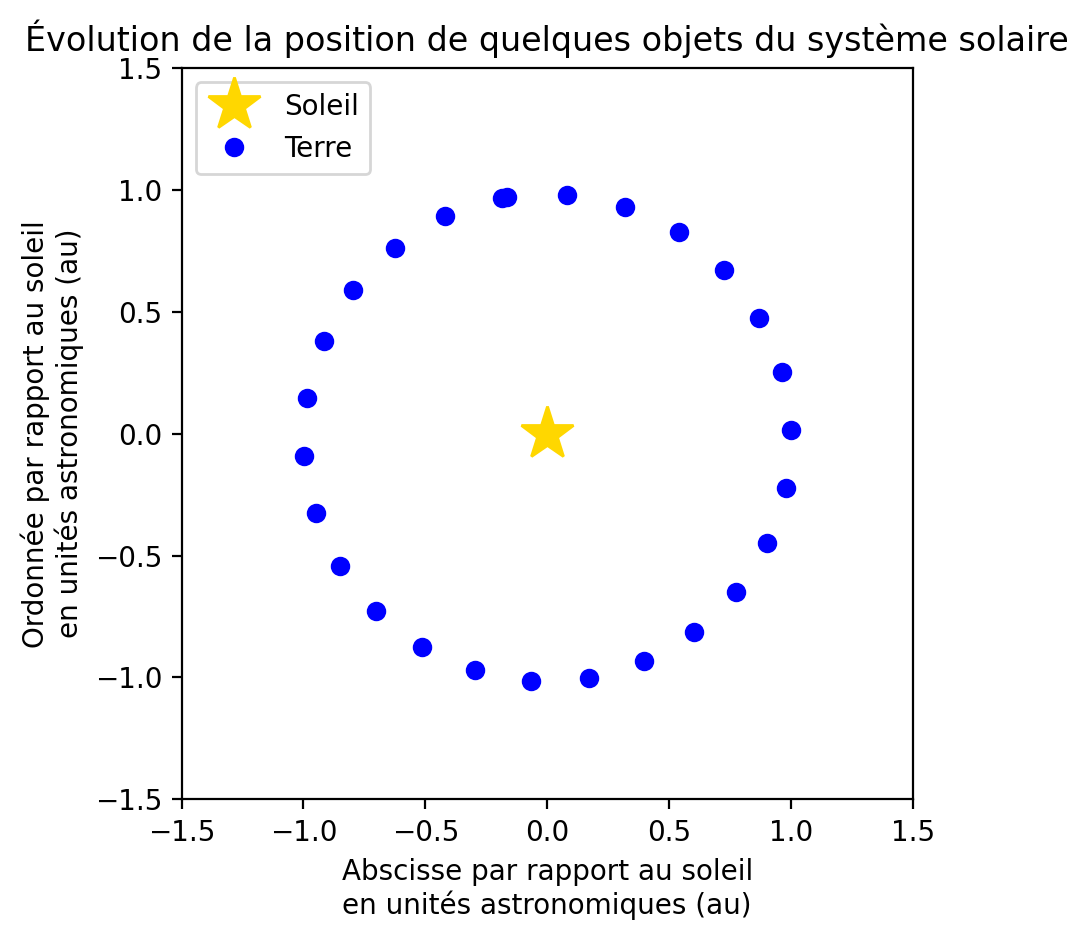 Évolution de la position de quelques objets du système solaire
Soleil
Terre
1.5
1.0
0.5
0.0
−0.5
−1.0
−1.5
Ordonnée par rapport au soleil
en unités astronomiques (au)
−1.5
−1.0
−0.5
0.0
0.5
1.0
1.5
Abscisse par rapport au soleil
en unités astronomiques (au)